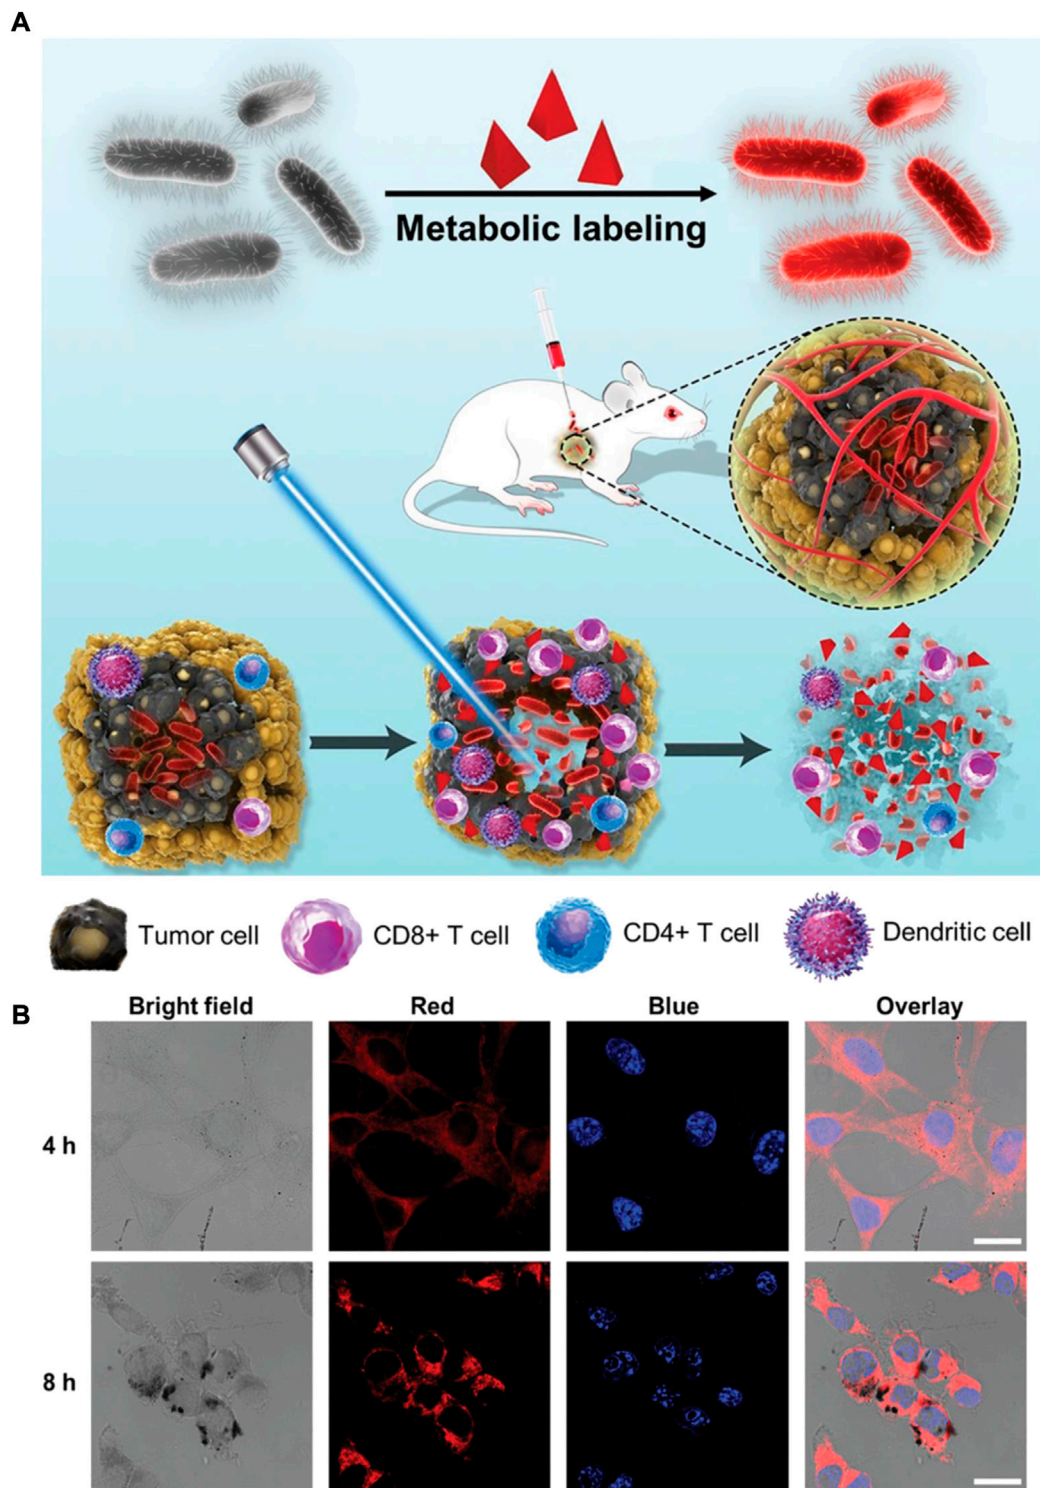 A
Metabolic labeling
Tumor cell CD8+ T cell CD4+ T cell Dendritic cell
B
Bright field Red Blue Overlay
4 h
8 h